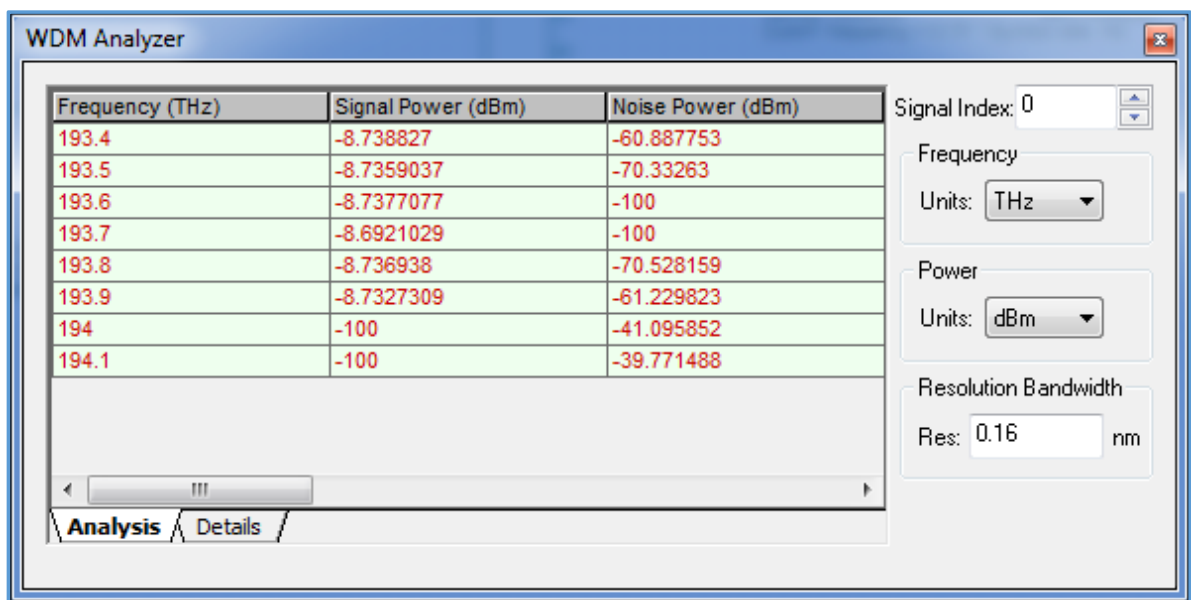 WDM Analyzer
Frequency (THz) Signal Power (dBm) Noise Power (dBm)
193.4 -8.738827 -60.887753
193.5 -8.7359037 -70.33263
193.6 -8.7377077 -100
193.7 -8.6921029 -100
193.8 -8.736938 -70.528159
193.9 -8.7327309 -61.229823
194 -100 -41.095852
194.1 -100 -39.771488
Analysis Details
Signal Index: 0
Frequency
Units: THz
Power
Units: dBm
Resolution Bandwidth
Res: 0.16 nm